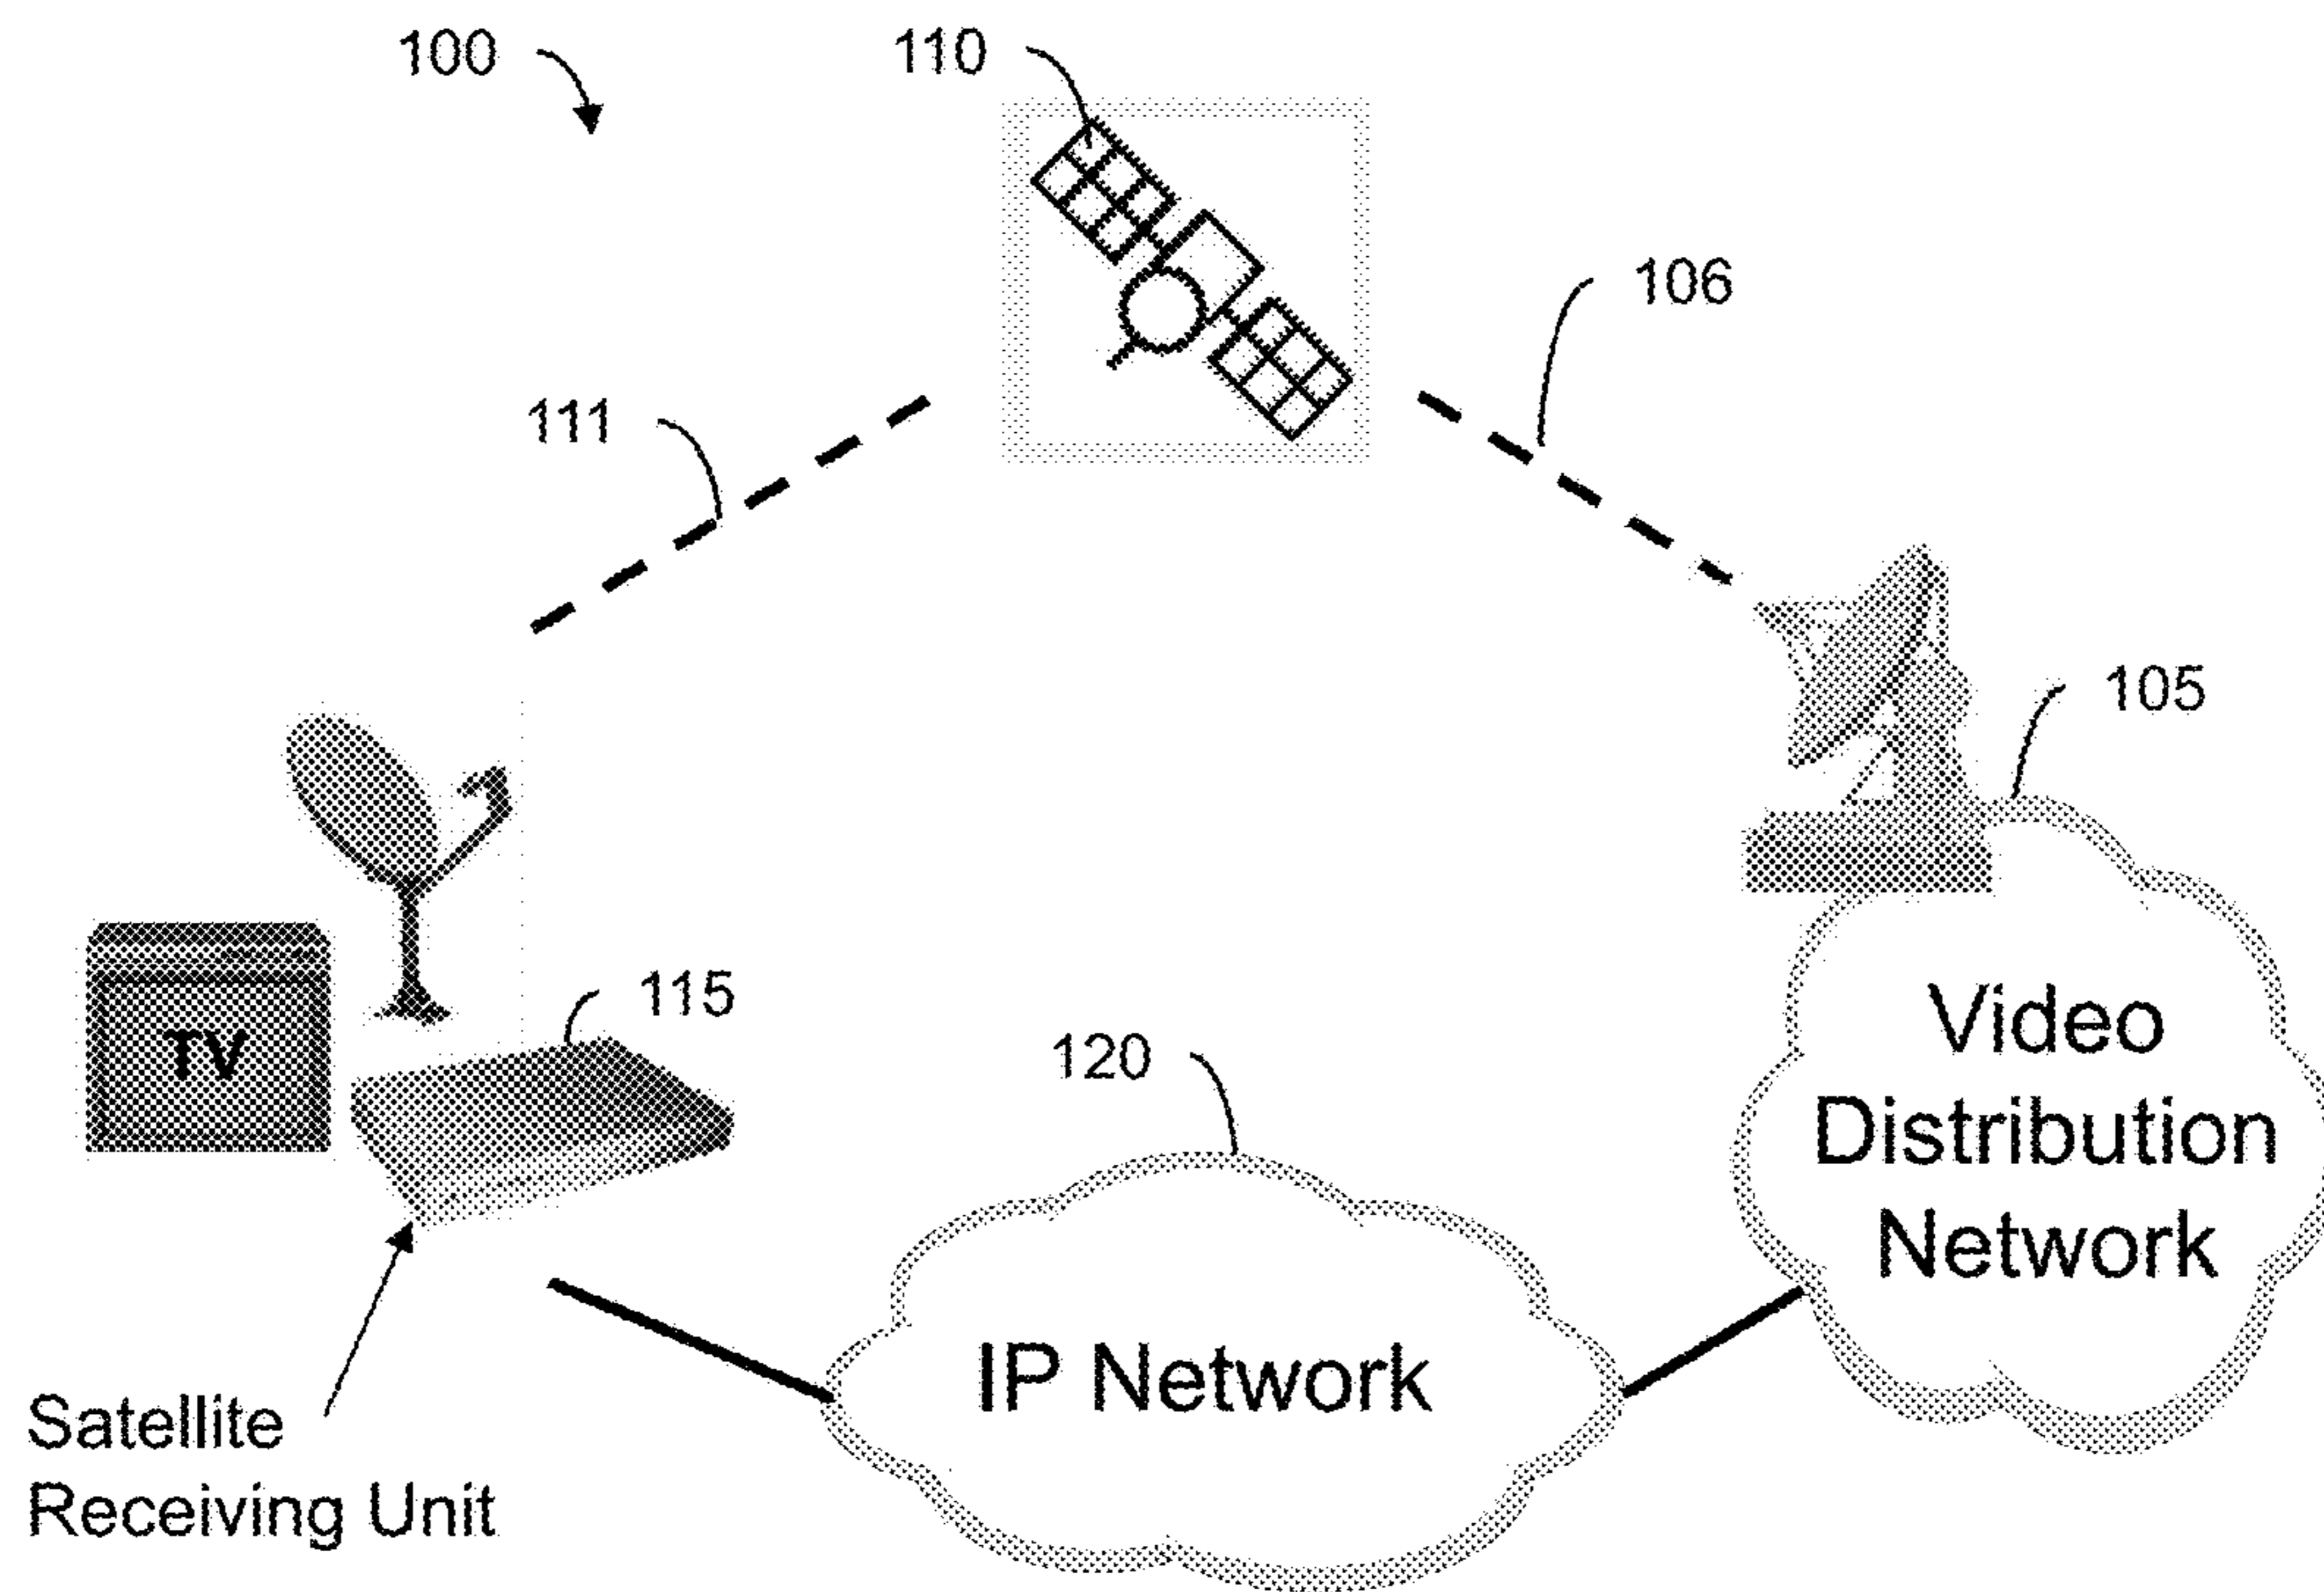 100
110
106
111
105
TV
115
120
Video
Distribution
Network
IP Network
Satellite
Receiving Unit